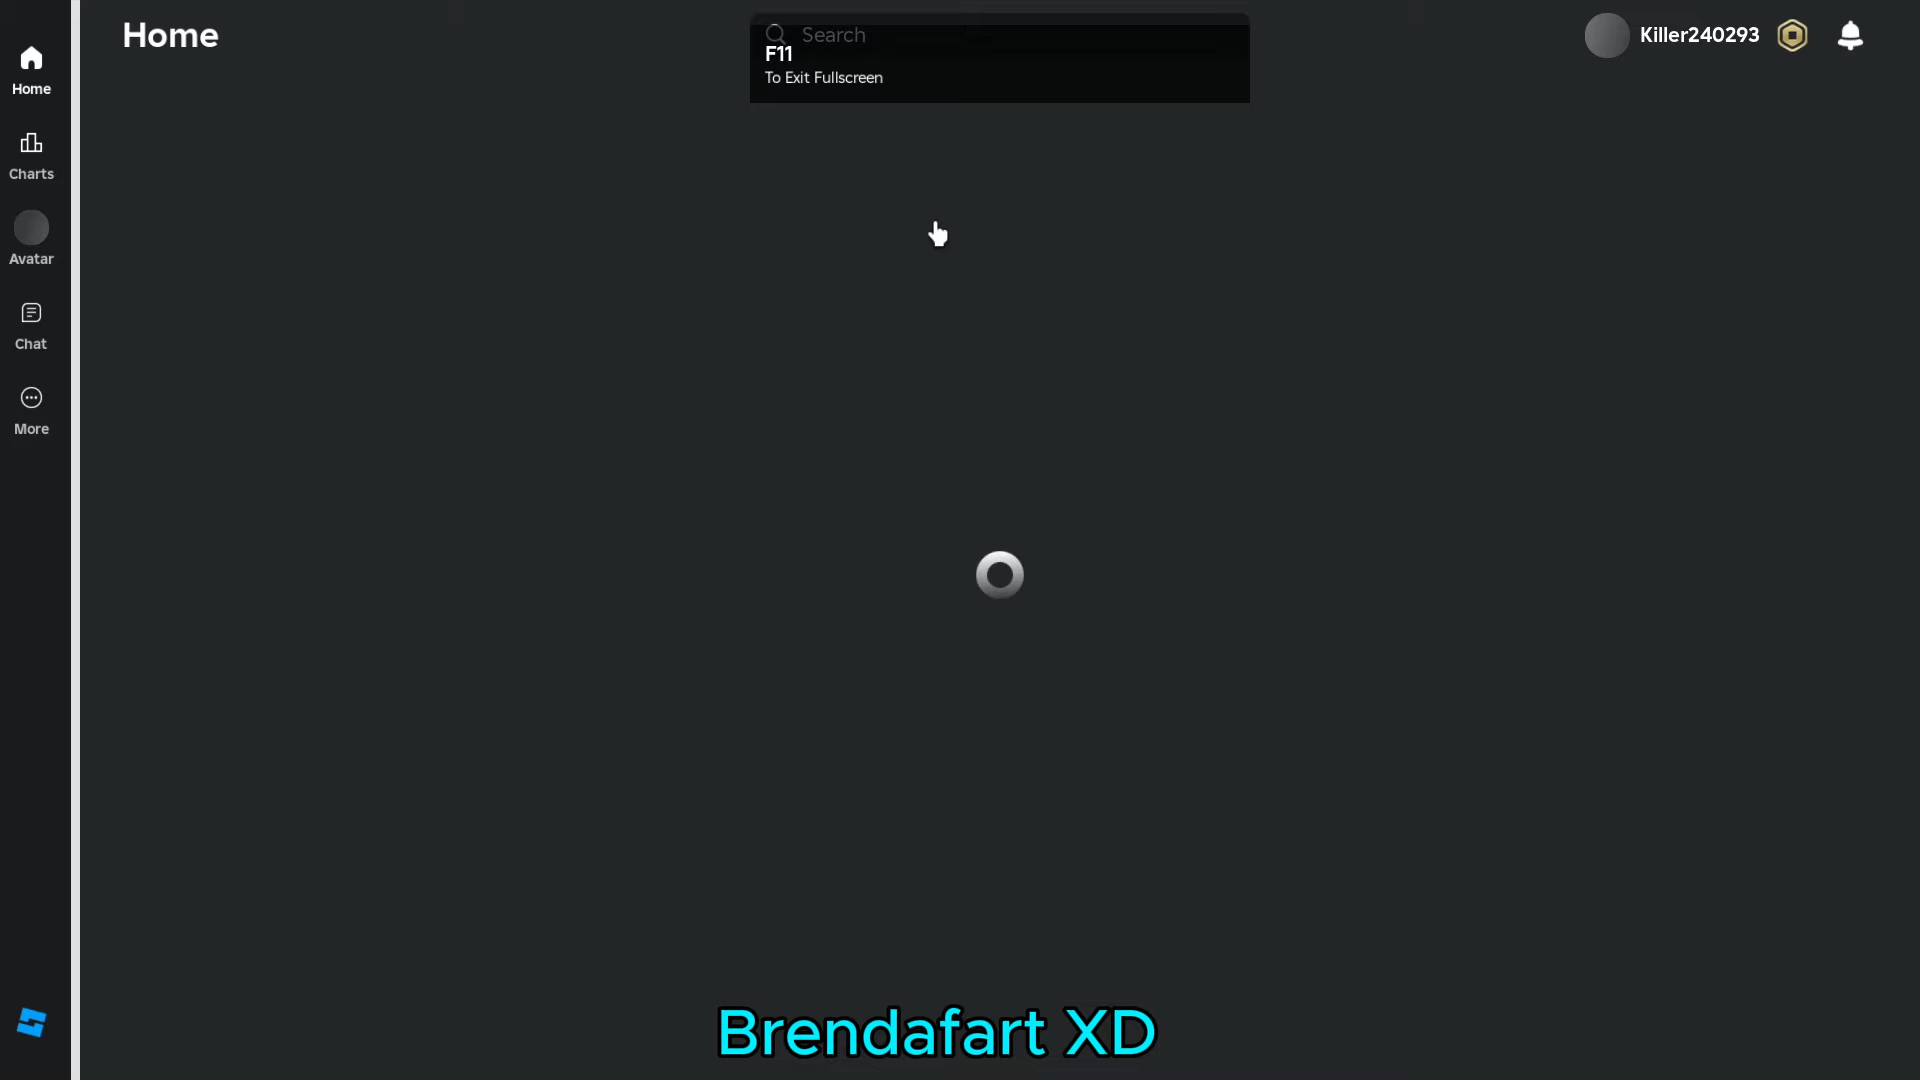 Home
Search
F11
To Exit Fullscreen
Killer240293
Home
Charts
Avatar
Chat
More
Brendafart XD